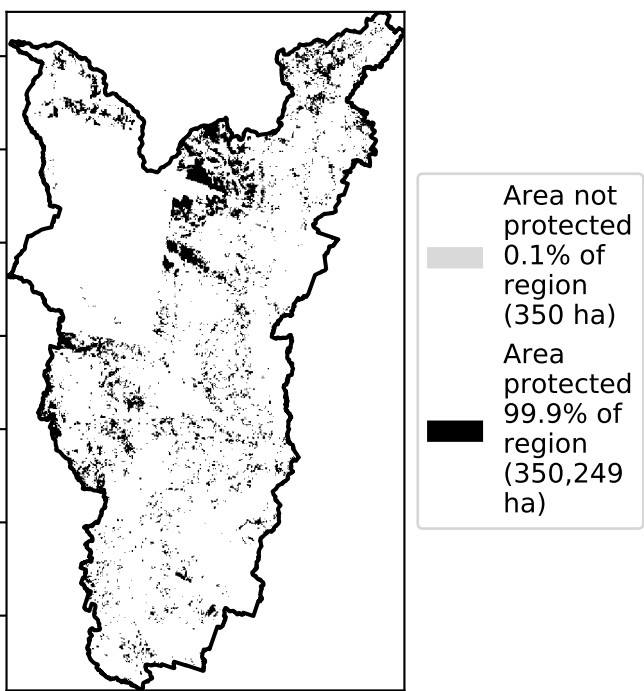 Area not
protected
0.1% of
region
(350 ha)
Area
protected
99.9% of
region
(350,249
ha)